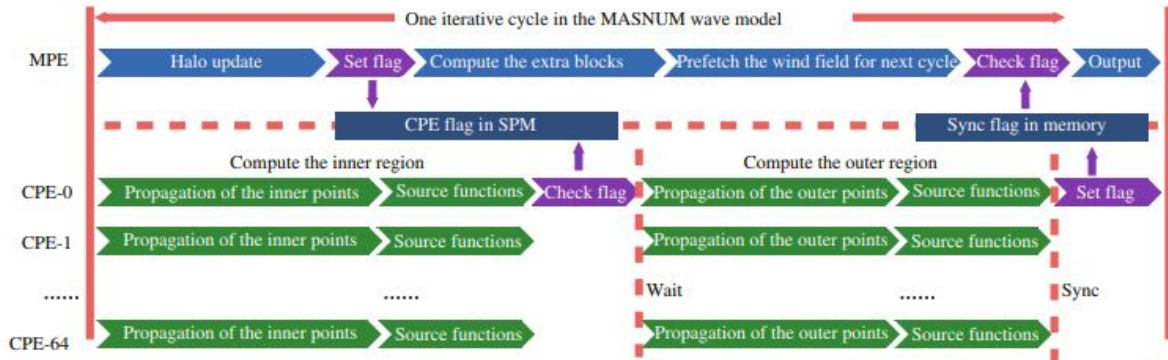 One iterative cycle in the MASNUM wave model
MPE Halo update Set flag Compute the extra blocks Prefetch the wind field for next cycle Check flag Output
CPE flag in SPM Sync flag in memory
Compute the inner region Compute the outer region
CPE-0 Propagation of the inner points Source functions Check flag Propagation of the outer points Source functions Set flag
CPE-1 Propagation of the inner points Source functions Propagation of the outer points Source functions
...... ...... Wait ...... Sync
CPE-64 Propagation of the inner points Source functions Propagation of the outer points Source functions